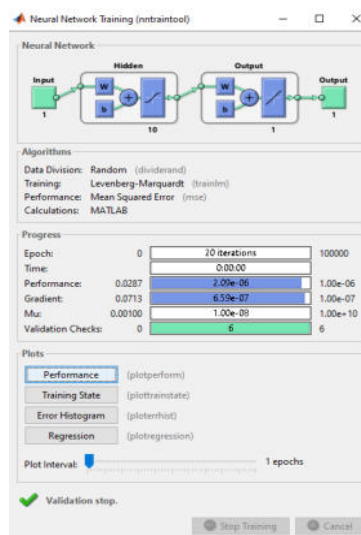 Neural Network Training (nntraintool)
Neural Network
Hidden
Output
Input
Output
W
W
b
b
1
10
1
1
Algorithms
Data Division: Random (dividerand)
Training: Levenberg-Marquardt (trainlm)
Performance: Mean Squared Error (mse)
Calculations: MATLAB
Progress
Epoch: 0 20 iterations 100000
Time: 0:00:00
Performance: 0.0287 2.09e-06 1.00e-06
Gradient: 0.0713 6.59e-07 1.00e-07
Mu: 0.00100 1.00e-08 1.00e+10
Validation Checks: 0 6 6
Plots
Performance (plotperform)
Training State (plottrainstate)
Error Histogram (ploterrhist)
Regression (plotregression)
Plot Interval: 1 epochs
Validation stop.
Stop Training Cancel